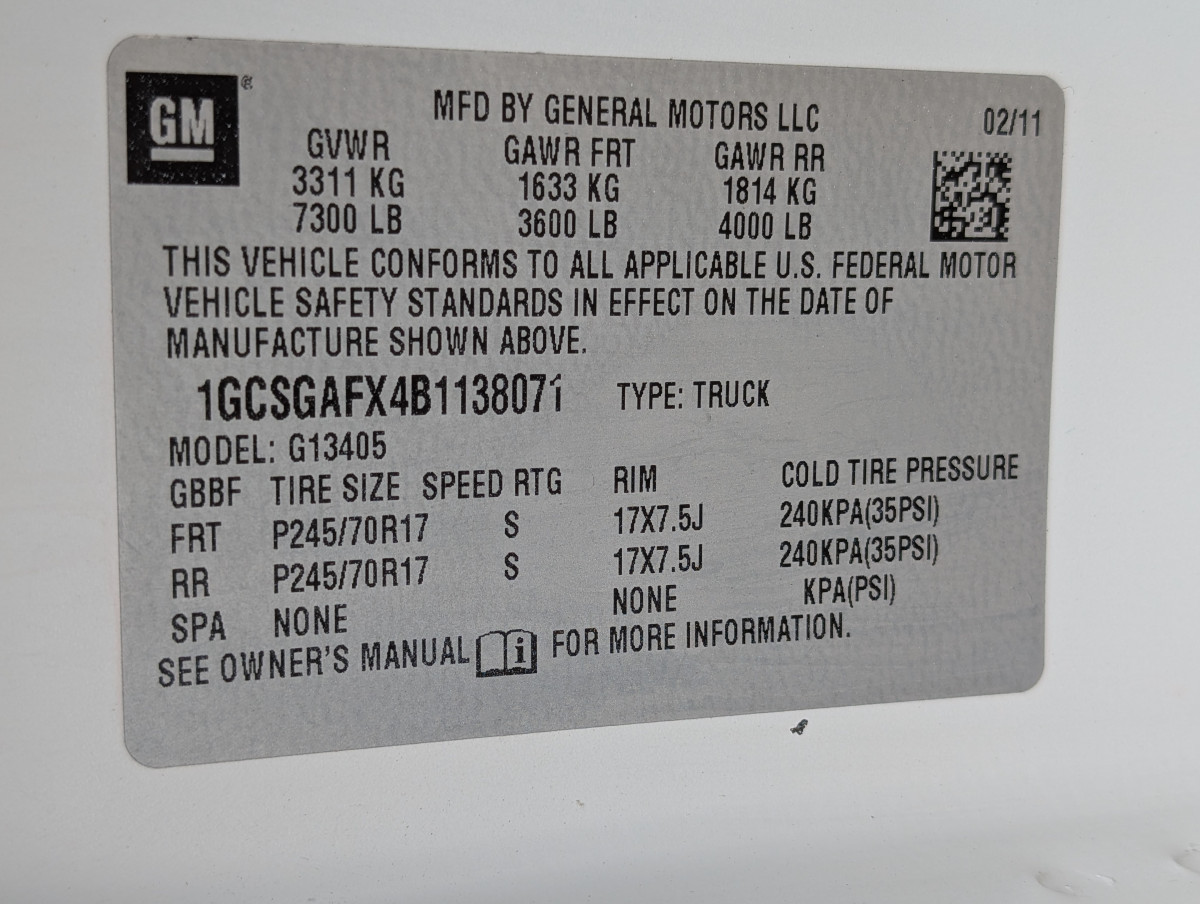 GM
MFD BY GENERAL MOTORS LLC 02/11
GVWR GAWR FRT GAWR RR
3311 KG 1633 KG 1814 KG
7300 LB 3600 LB 4000 LB
THIS VEHICLE CONFORMS TO ALL APPLICABLE U.S. FEDERAL MOTOR
VEHICLE SAFETY STANDARDS IN EFFECT ON THE DATE OF
MANUFACTURE SHOWN ABOVE.
1GCSGAFX4B1138071 TYPE: TRUCK
MODEL: G13405
GBBF TIRE SIZE SPEED RTG RIM COLD TIRE PRESSURE
FRT P245/70R17 S 17X7.5J 240KPA(35PSI)
RR P245/70R17 S 17X7.5J 240KPA(35PSI)
SPA NONE NONE KPA(PSI)
SEE OWNER'S MANUAL i FOR MORE INFORMATION.